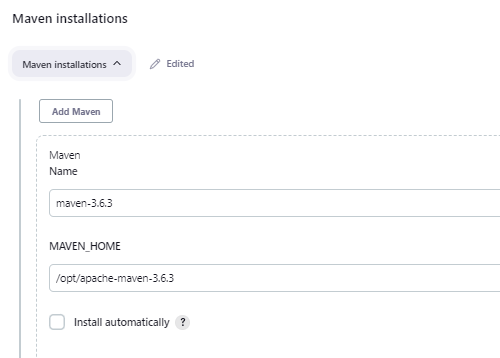 Maven installations
Maven installations
Edited
Add Maven
Maven
Name
maven-3.6.3
MAVEN_HOME
/opt/apache-maven-3.6.3
Install automatically ?